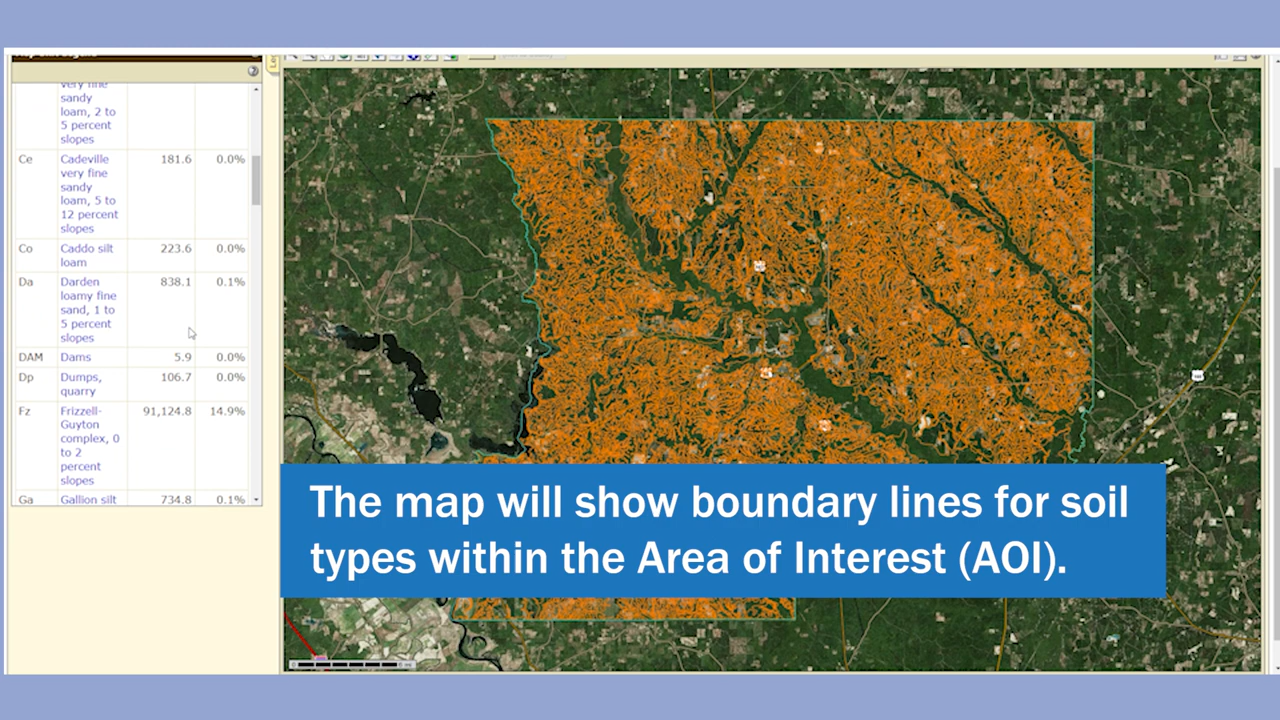 very fine
sandy
loam, 2 to
5 percent
slopes
Ce Cadeville 181.6 0.0%
very fine
sandy
loam, 5 to
12 percent
slopes
Co Caddo silt 223.6 0.0%
loam
Da Darden 838.1 0.1%
loamy fine
sand, 1 to
5 percent
slopes
DAM Dams 5.9 0.0%
Dp Dumps, 106.7 0.0%
quarry
Fz Frizzell- 91,124.8 14.9%
Guyton
complex, 0
to 2
percent
slopes
Ga Gallion silt 734.8 0.1%
The map will show boundary lines for soil
types within the Area of Interest (AOI).